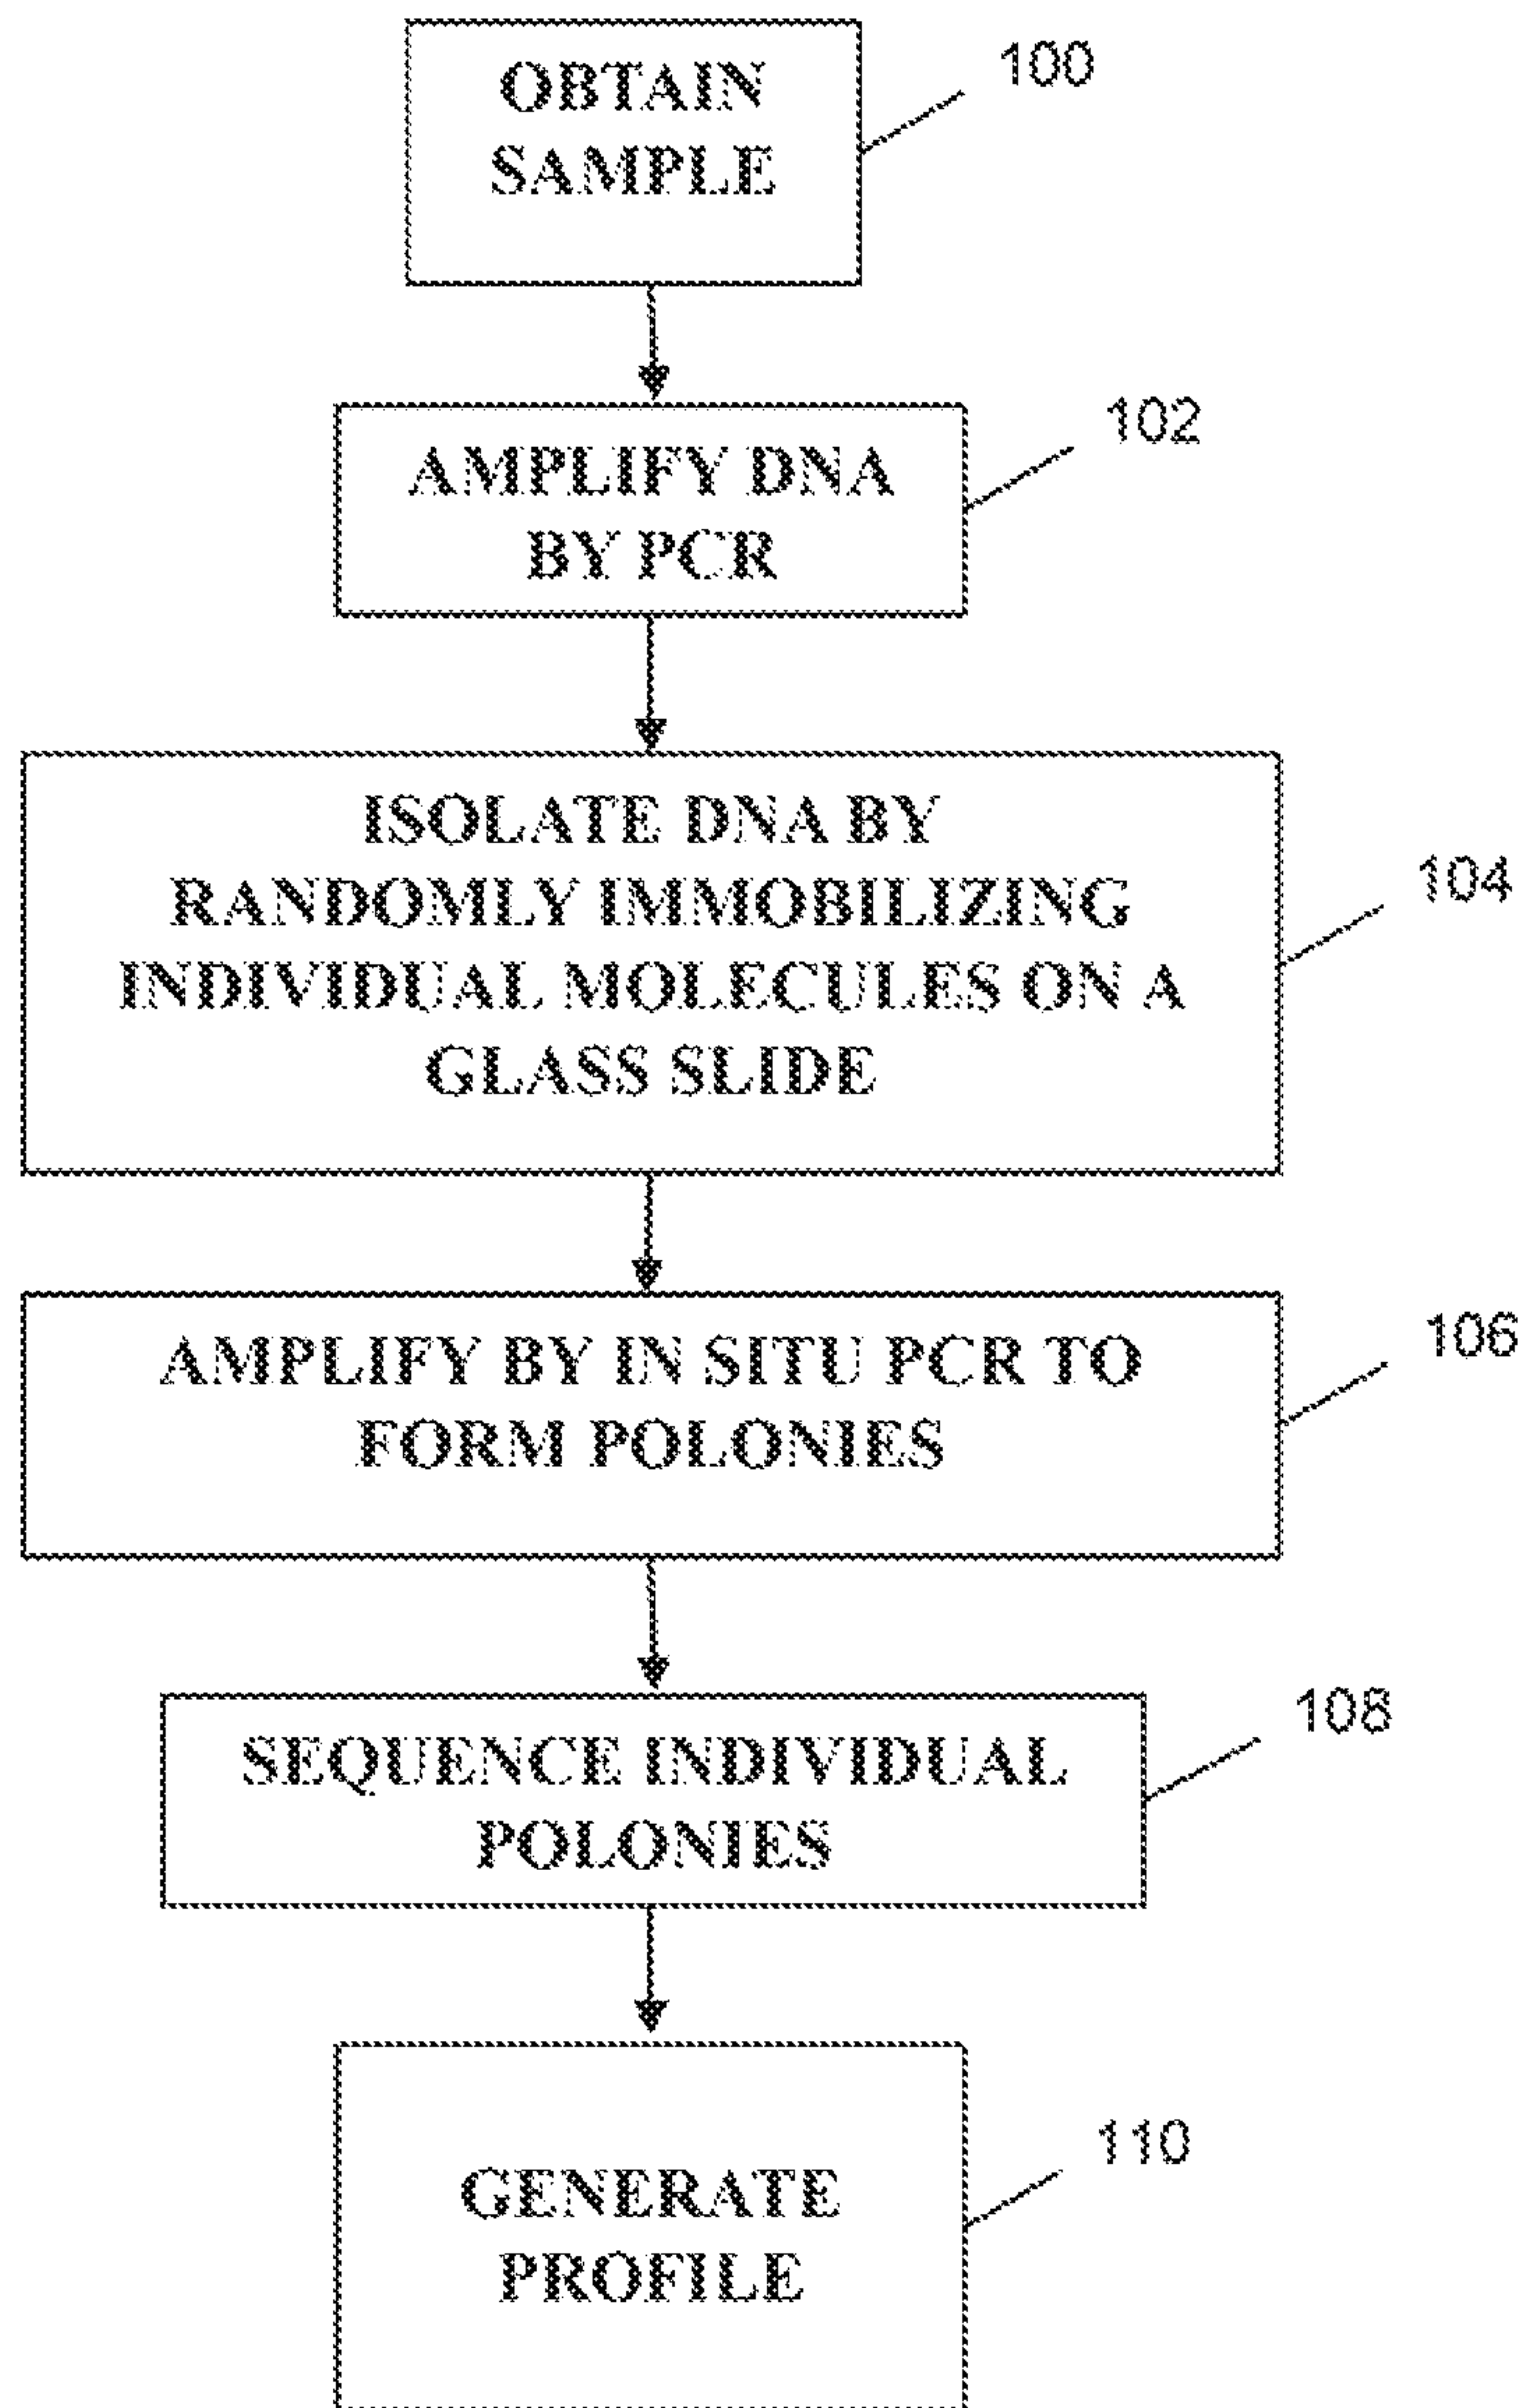 OBTAIN
SAMPLE
100
AMPLIFY DNA
BY PCR
102
ISOLATE DNA BY
RANDOMLY IMMOBILIZING
INDIVIDUAL MOLECULES ON A
GLASS SLIDE
104
AMPLIFY BY IN SITU PCR TO
FORM POLONIES
106
SEQUENCE INDIVIDUAL
POLONIES
108
GENERATE
PROFILE
110